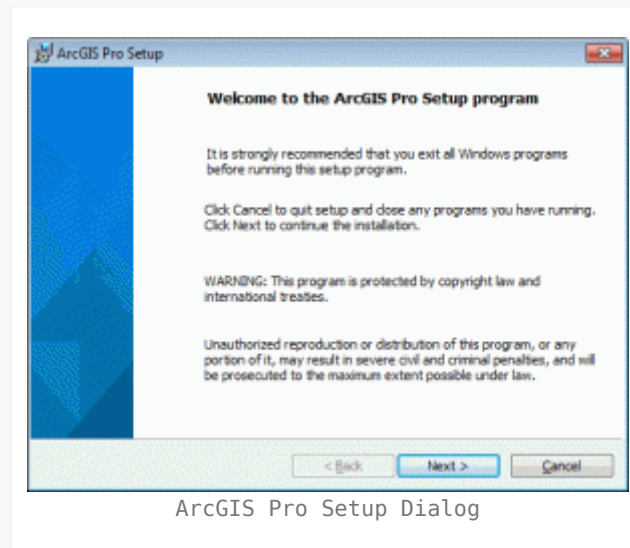 ArcGIS Pro Setup
Welcome to the ArcGIS Pro Setup program
It is strongly recommended that you exit all Windows programs
before running this setup program.
Click Cancel to quit setup and close any programs you have running.
Click Next to continue the installation.
WARNING: This program is protected by copyright law and
international treaties.
Unauthorized reproduction or distribution of this program, or any
portion of it, may result in severe civil and criminal penalties, and will
be prosecuted to the maximum extent possible under law.
< Back Next > Cancel
ArcGIS Pro Setup Dialog